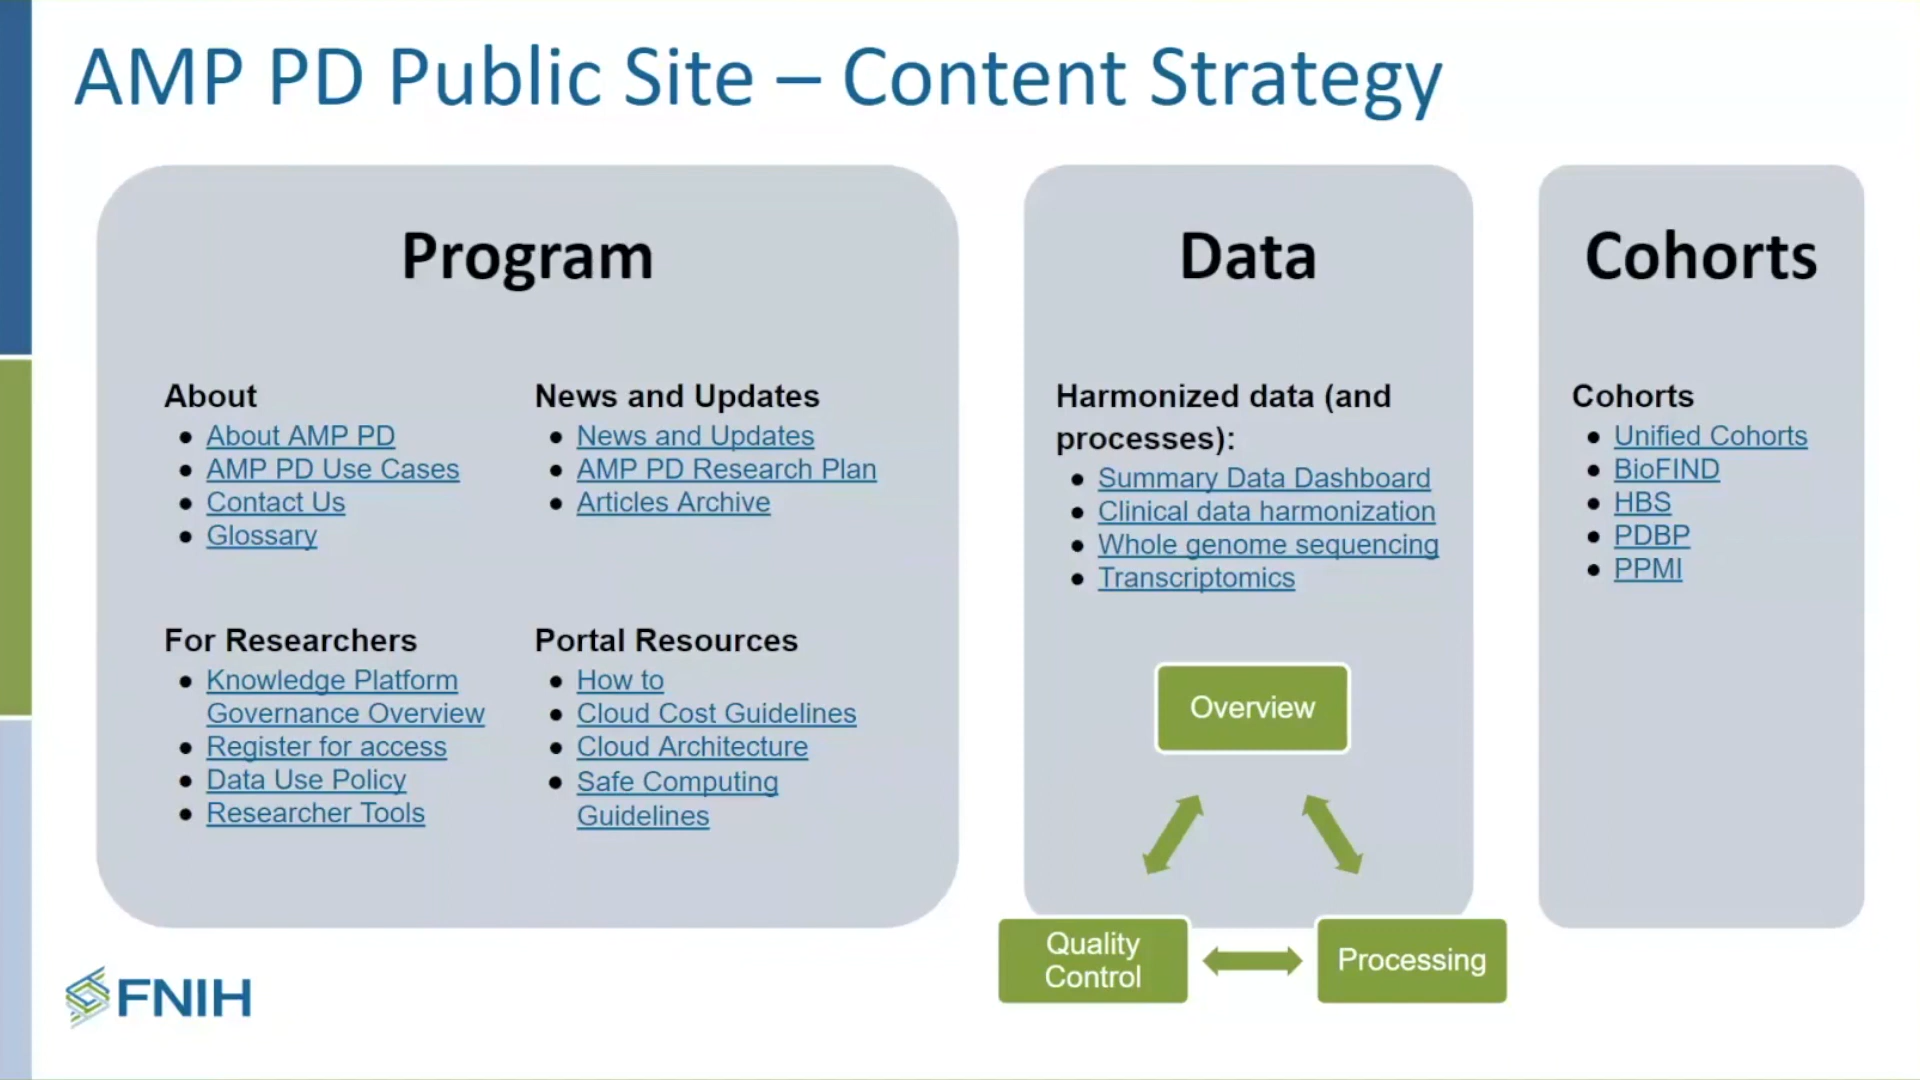 AMP PD Public Site – Content Strategy
Program
About
About AMP PD
AMP PD Use Cases
Contact Us
Glossary
News and Updates
News and Updates
AMP PD Research Plan
Articles Archive
For Researchers
Knowledge Platform
Governance Overview
Register for access
Data Use Policy
Researcher Tools
Portal Resources
How to
Cloud Cost Guidelines
Cloud Architecture
Safe Computing
Guidelines
Data
Harmonized data (and
processes):
Summary Data Dashboard
Clinical data harmonization
Whole genome sequencing
Transcriptomics
Overview
Quality
Control
Processing
Cohorts
Cohorts
Unified Cohorts
BioFIND
HBS
PDBP
PPMI
FNIH